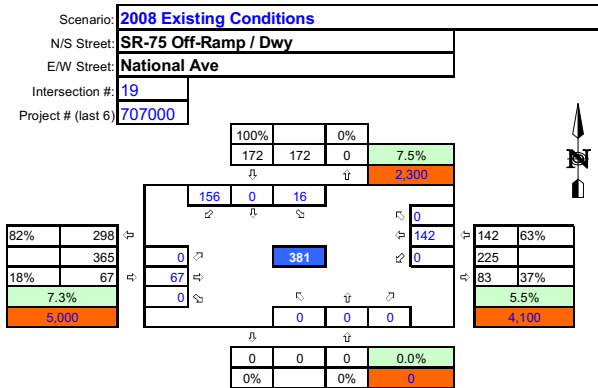 Scenario: 2008 Existing Conditions
N/S Street: SR-75 Off-Ramp / Dwy
E/W Street: National Ave
Intersection #: 19
Project # (last 6) 707000
N
100% 0%
172 172 0 7.5%
⇩ ⇧ 2,300
156 0 16
⬃ ⇩ ⬂
⬁ 0
82% 298 ⇦ ⇦ 142 ⇦ 142 63%
365 0 ⬀ 381 ⬃ 0 225
18% 67 ⇨ 67 ⇨ ⇨ 83 37%
7.3% 0 ⬂ ⬁ ⇧ ⬀ 5.5%
5,000 0 0 0 4,100
⇩ ⇧
0 0 0 0.0%
0% 0% 0